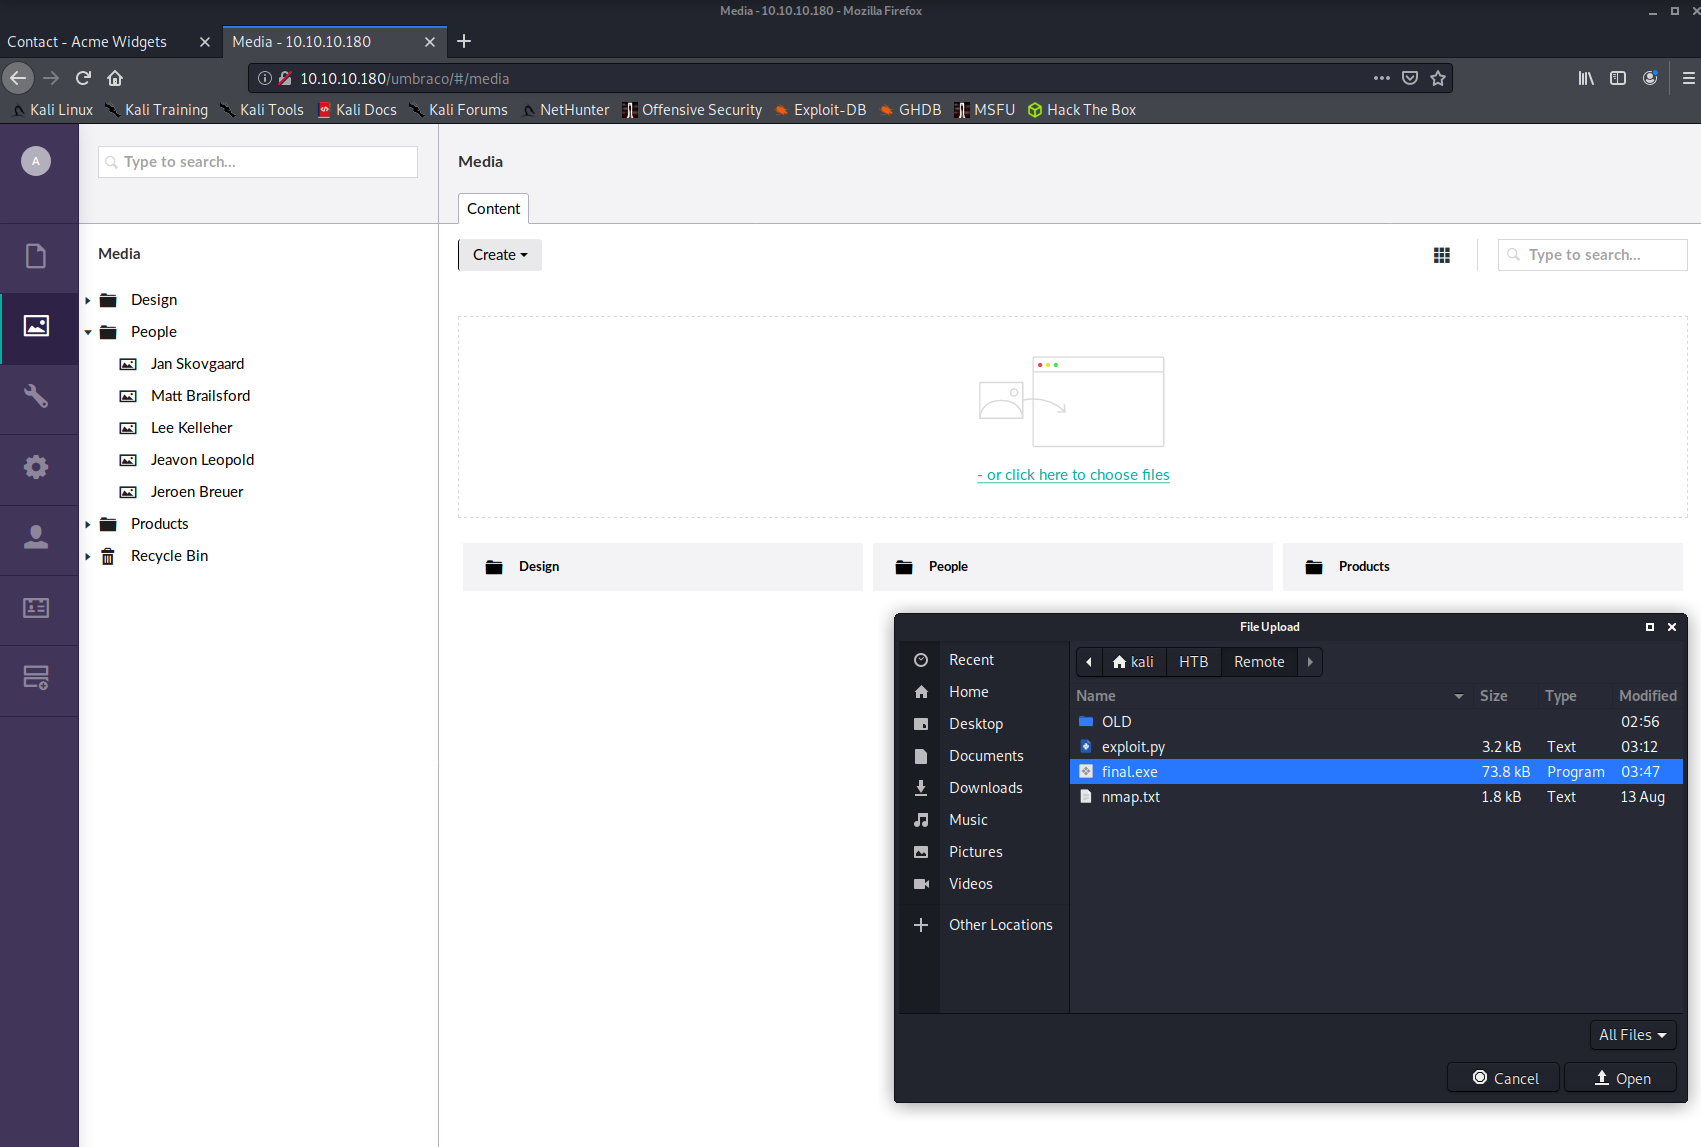 Media - 10.10.10.180 - Mozilla Firefox
Contact - Acme Widgets
Media - 10.10.10.180
10.10.10.180/umbraco/#/media
Kali Linux Kali Training Kali Tools Kali Docs Kali Forums NetHunter Offensive Security Exploit-DB GHDB MSFU Hack The Box
A
Type to search...
Media
Content
Media
Create
Type to search...
Design
People
Jan Skovgaard
Matt Brailsford
Lee Kelleher
Jeavon Leopold
Jeroen Breuer
Products
Recycle Bin
- or click here to choose files
Design People Products
File Upload
Recent
Home
Desktop
Documents
Downloads
Music
Pictures
Videos
Other Locations
kali HTB Remote
Name Size Type Modified
OLD 02:56
exploit.py 3.2 kB Text 03:12
final.exe 73.8 kB Program 03:47
nmap.txt 1.8 kB Text 13 Aug
All Files
Cancel Open